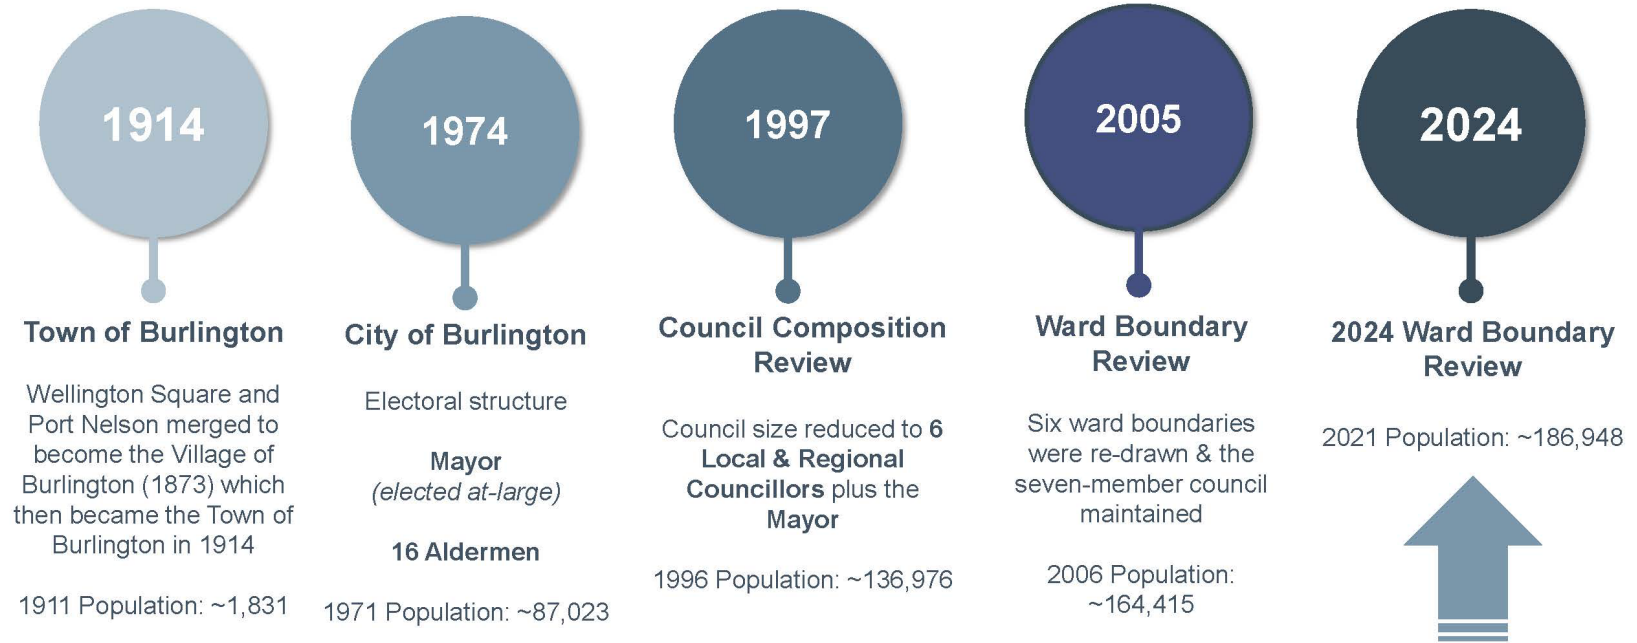 1914
Town of Burlington
Wellington Square and
Port Nelson merged to
become the Village of
Burlington (1873) which
then became the Town of
Burlington in 1914
1911 Population: ~1,831
1974
City of Burlington
Electoral structure
Mayor
(elected at-large)
16 Aldermen
1971 Population: ~87,023
1997
Council Composition
Review
Council size reduced to 6
Local & Regional
Councillors plus the
Mayor
1996 Population: ~136,976
2005
Ward Boundary
Review
Six ward boundaries
were re-drawn & the
seven-member council
maintained
2006 Population:
~164,415
2024
2024 Ward Boundary
Review
2021 Population: ~186,948